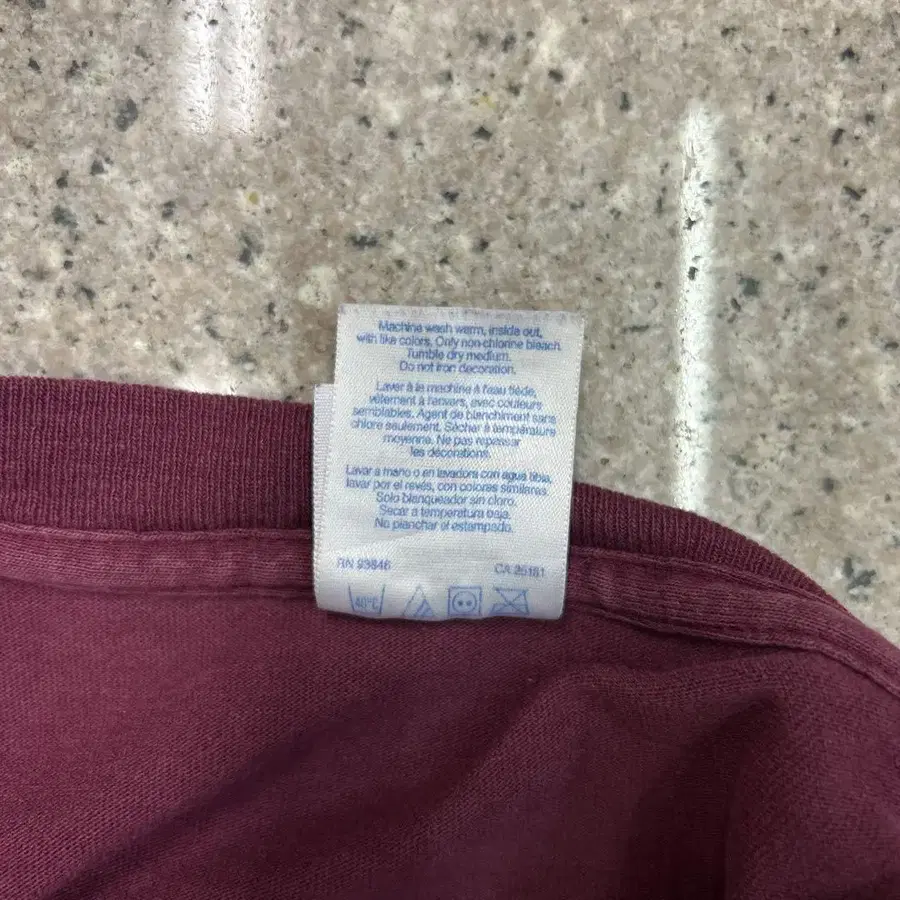 Machine wash warm, inside out,
with like colors. Only non-chlorine bleach.
Tumble dry medium.
Do not iron decoration.
Laver à la machine à l'eau tiède,
vêtement à l'envers, avec couleurs
semblables. Agent de blanchiment sans
chlore seulement. Sécher à température
moyenne. Ne pas repasser
les décorations.
Lavar a mano o en lavadora con agua tibia,
lavar por el revés, con colores similares.
Solo blanqueador sin cloro.
Secar a temperatura baja.
No planchar el estampado.
RN 93846 CA 25181
40°C